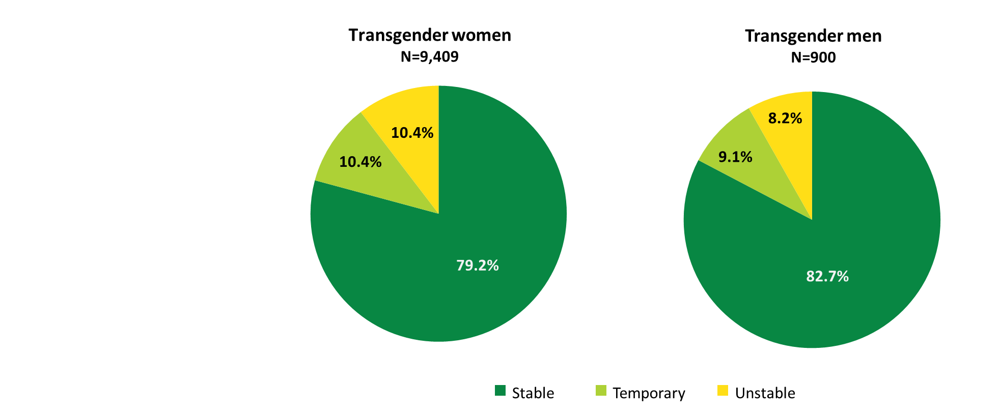 Transgender women
N=9,409
10.4%
10.4%
79.2%
Transgender men
N=900
8.2%
9.1%
82.7%
Stable
Temporary
Unstable